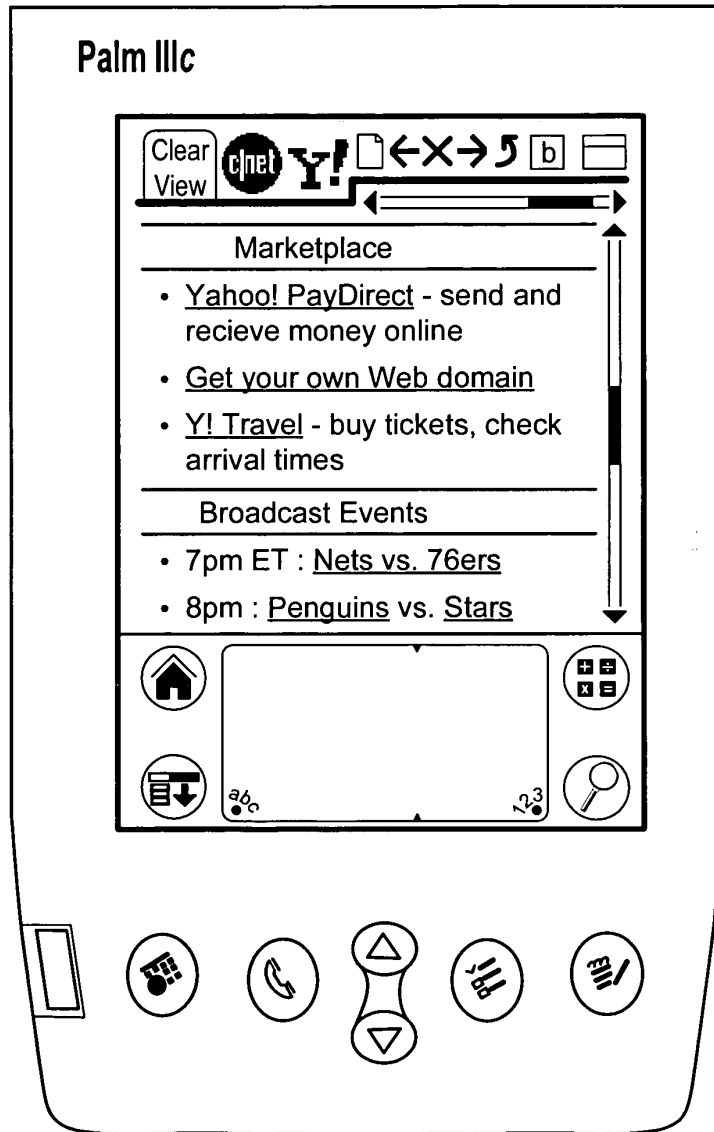 Palm IIIc
Clear
View
c|net
Y!
b
Marketplace
• Yahoo! PayDirect - send and
recieve money online
• Get your own Web domain
• Y! Travel - buy tickets, check
arrival times
Broadcast Events
• 7pm ET : Nets vs. 76ers
• 8pm : Penguins vs. Stars
abc
123